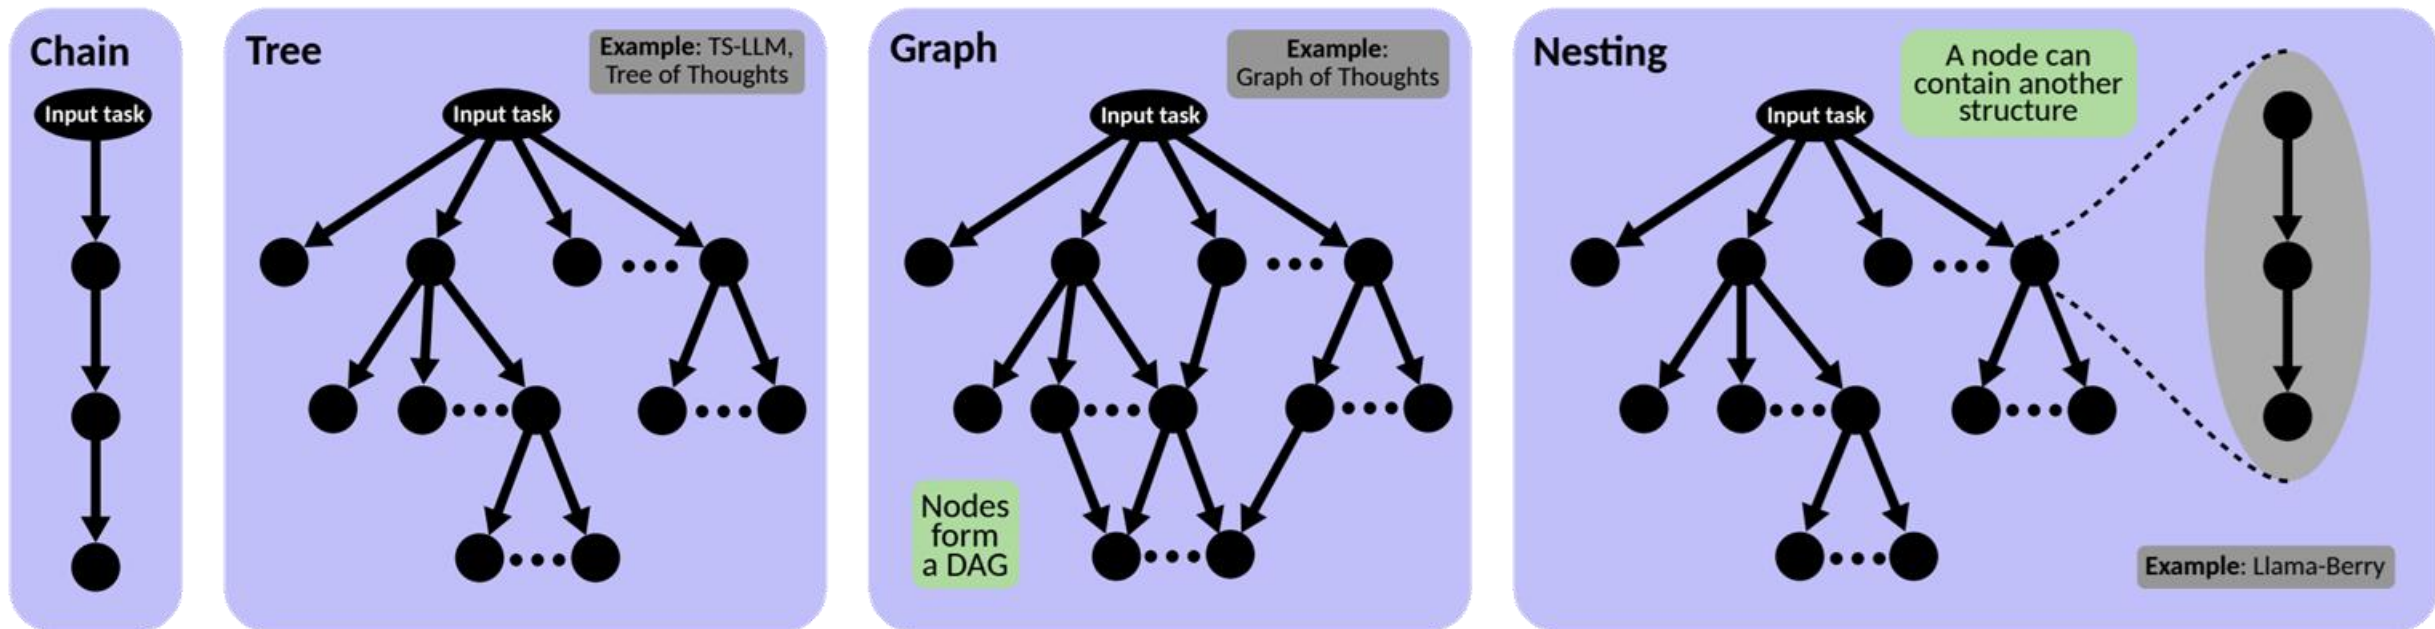 Chain
Input task
Tree
Example: TS-LLM,
Tree of Thoughts
Input task
Graph
Example:
Graph of Thoughts
Input task
Nodes
form
a DAG
Nesting
A node can
contain another
structure
Input task
Example: Llama-Berry